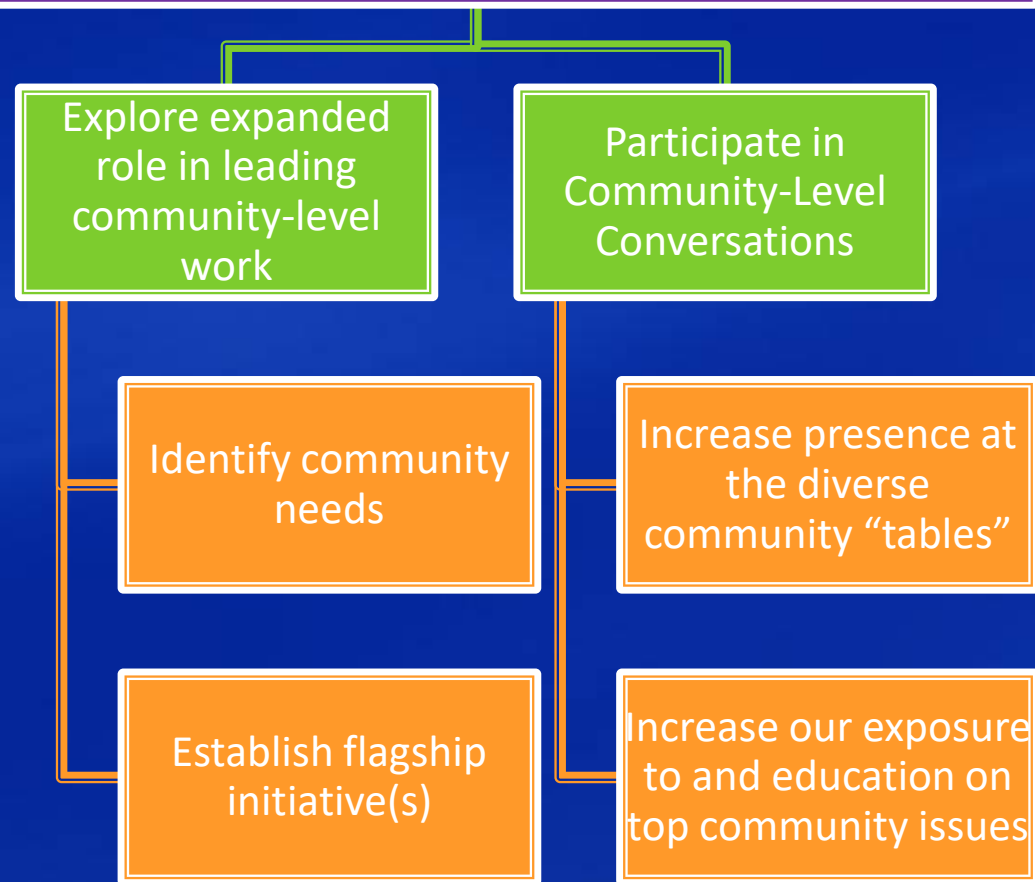 Explore expanded
role in leading
community-level
work
Identify community
needs
Establish flagship
initiative(s)
Participate in
Community-Level
Conversations
Increase presence at
the diverse
community “tables”
Increase our exposure
to and education on
top community issues